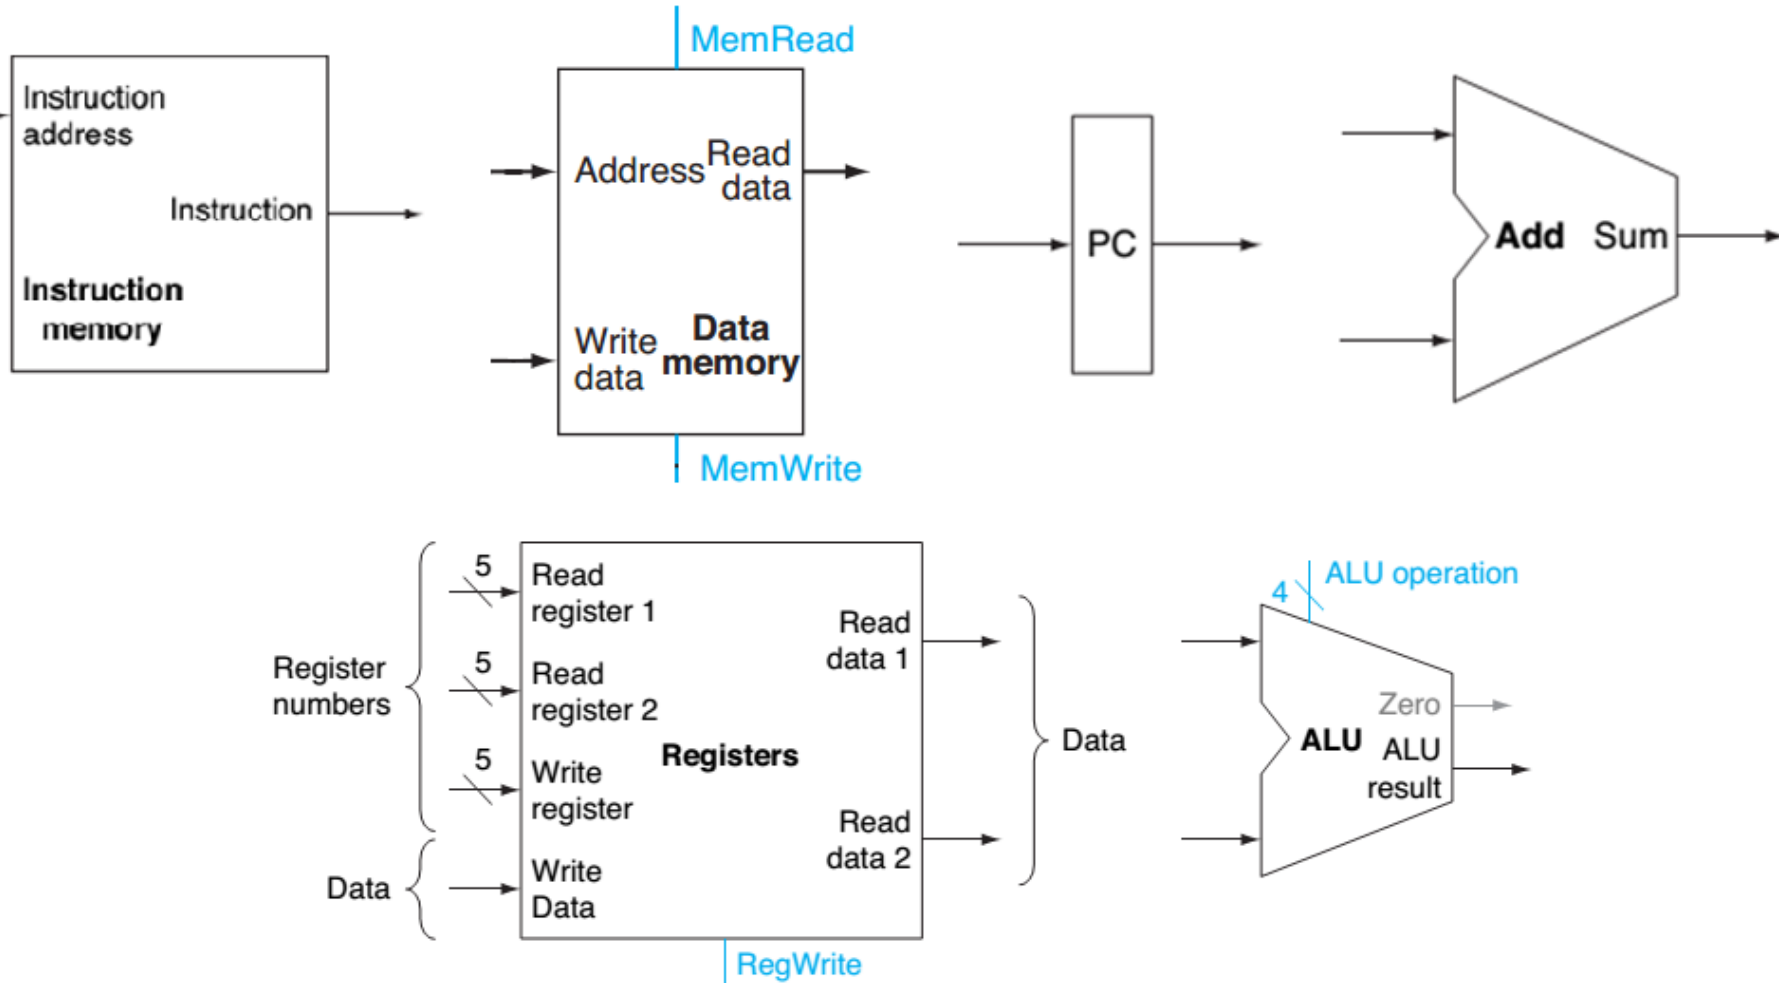 Instruction
address
Instruction
Instruction
memory
MemRead
Address
Read
data
Write
data
Data
memory
MemWrite
PC
Add Sum
Register
numbers
Data
5
Read
register 1
5
Read
register 2
5
Write
register
Write
Data
Registers
Read
data 1
Read
data 2
RegWrite
Data
4
ALU operation
Zero
ALU
ALU
result